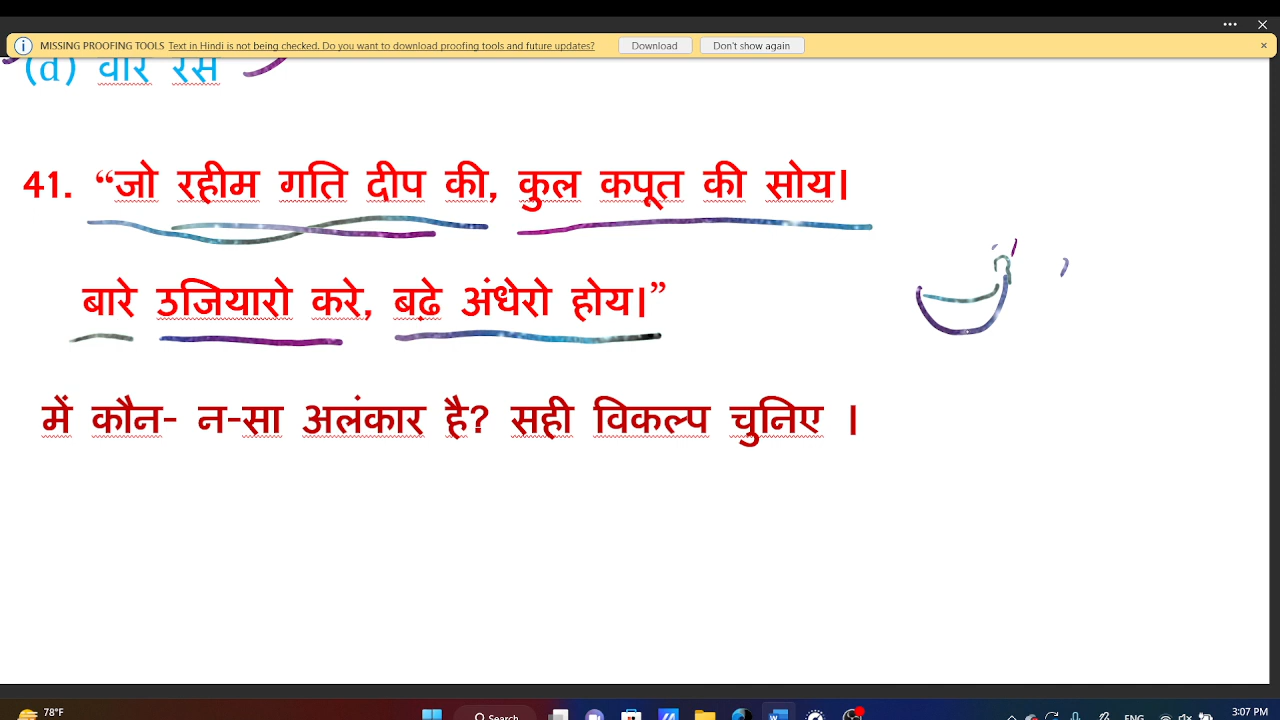 MISSING PROOFING TOOLS Text in Hindi is not being checked. Do you want to download proofing tools and future updates? Download Don't show again
(d) वीर रस
41. “जो रहीम गति दीप की, कुल कपूत की सोय।
बारे उजियारो करे, बढ़े अंधेरो होय।”
में कौन- न-सा अलंकार है? सही विकल्प चुनिए ।
78°F Search ENG 3:07 PM